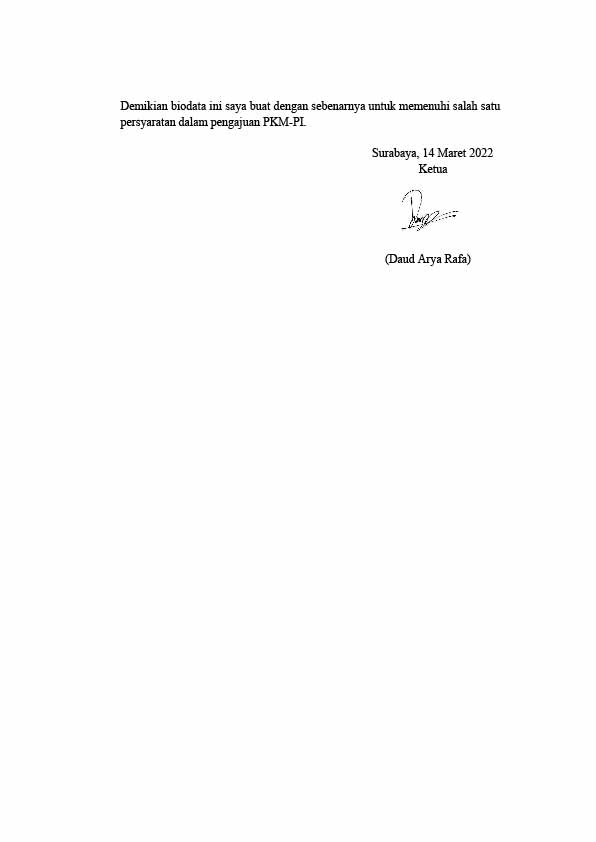 Demikian biodata ini saya buat dengan sebenarnya untuk memenuhi salah satu
persyaratan dalam pengajuan PKM-PI.
Surabaya, 14 Maret 2022
Ketua
(Daud Arya Rafa)